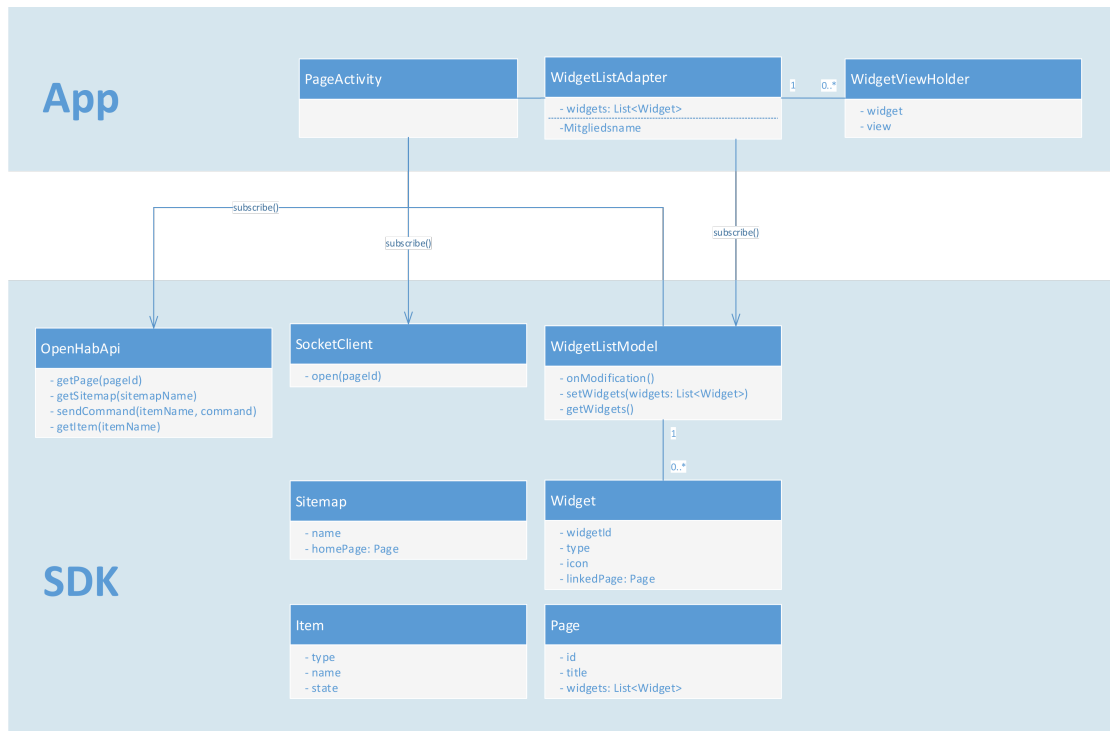 App
PageActivity
WidgetListAdapter
- widgets: List<Widget>
-Mitgliedsname
1
0..*
WidgetViewHolder
- widget
- view
subscribe()
subscribe()
subscribe()
SDK
OpenHabApi
- getPage(pageId)
- getSitemap(sitemapName)
- sendCommand(itemName, command)
- getItem(itemName)
SocketClient
- open(pageId)
WidgetListModel
- onModification()
- setWidgets(widgets: List<Widget>)
- getWidgets()
1
0..*
Sitemap
- name
- homePage: Page
Widget
- widgetId
- type
- icon
- linkedPage: Page
Item
- type
- name
- state
Page
- id
- title
- widgets: List<Widget>